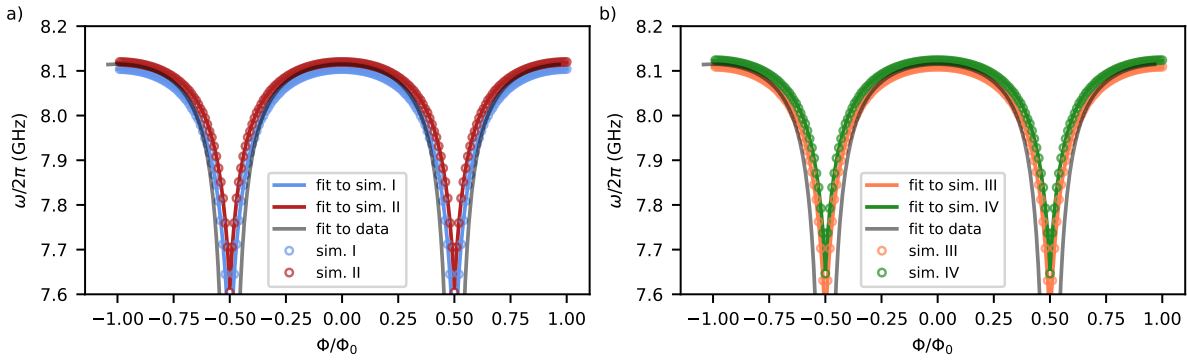 a)
8.2
8.1
8.0
7.9
7.8
7.7
7.6
ω/2π (GHz)
fit to sim. I
fit to sim. II
fit to data
sim. I
sim. II
−1.00 −0.75 −0.50 −0.25 0.00 0.25 0.50 0.75 1.00
Φ/Φ₀
b)
8.2
8.1
8.0
7.9
7.8
7.7
7.6
ω/2π (GHz)
fit to sim. III
fit to sim. IV
fit to data
sim. III
sim. IV
−1.00 −0.75 −0.50 −0.25 0.00 0.25 0.50 0.75 1.00
Φ/Φ₀